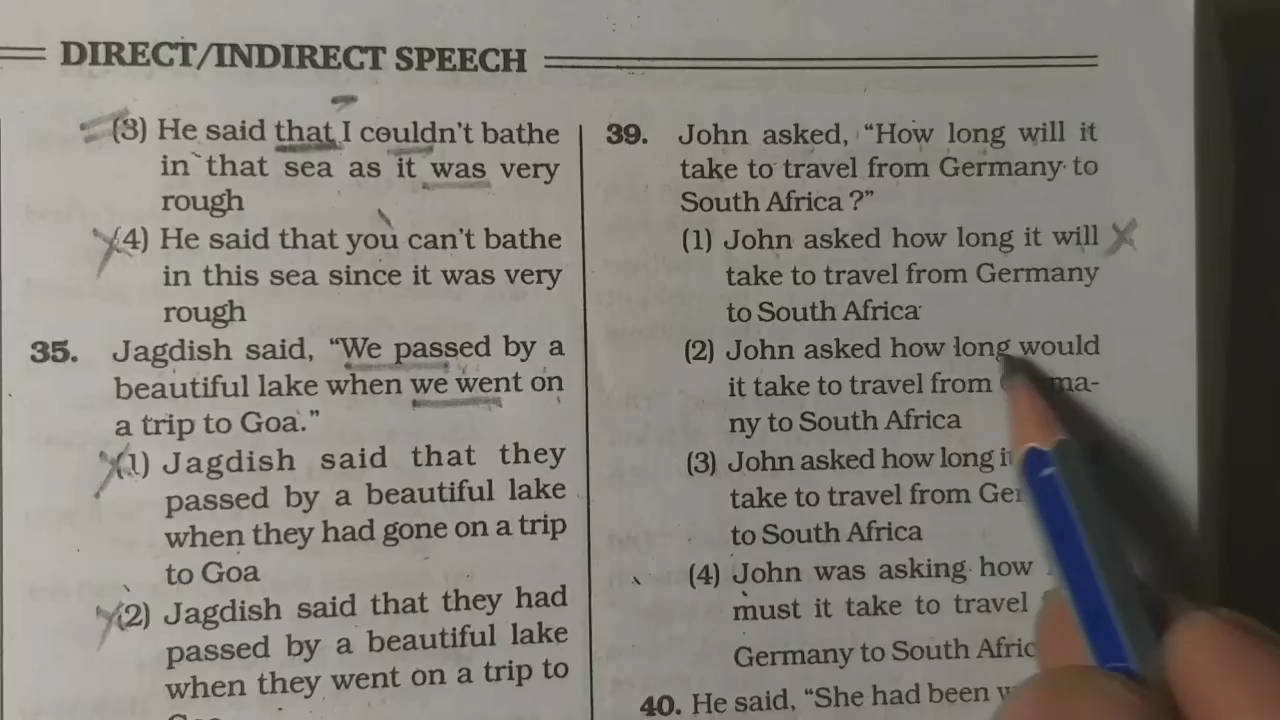 DIRECT/INDIRECT SPEECH
(3) He said that I couldn't bathe
in that sea as it was very
rough
(4) He said that you can't bathe
in this sea since it was very
rough
35. Jagdish said, “We passed by a
beautiful lake when we went on
a trip to Goa.”
(1) Jagdish said that they
passed by a beautiful lake
when they had gone on a trip
to Goa
(2) Jagdish said that they had
passed by a beautiful lake
when they went on a trip to
39. John asked, “How long will it
take to travel from Germany to
South Africa ?”
(1) John asked how long it will
take to travel from Germany
to South Africa
(2) John asked how long would
it take to travel from
ny to South Africa
(3) John asked how long
take to travel from
to South Africa
(4) John was asking how
must it take to travel
Germany to South
40. He said, “She had been